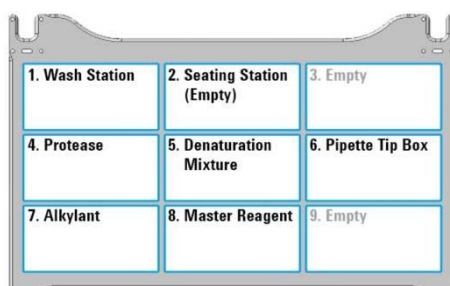 1. Wash Station
2. Seating Station
(Empty)
3. Empty
4. Protease
5. Denaturation
Mixture
6. Pipette Tip Box
7. Alkylant
8. Master Reagent
9. Empty